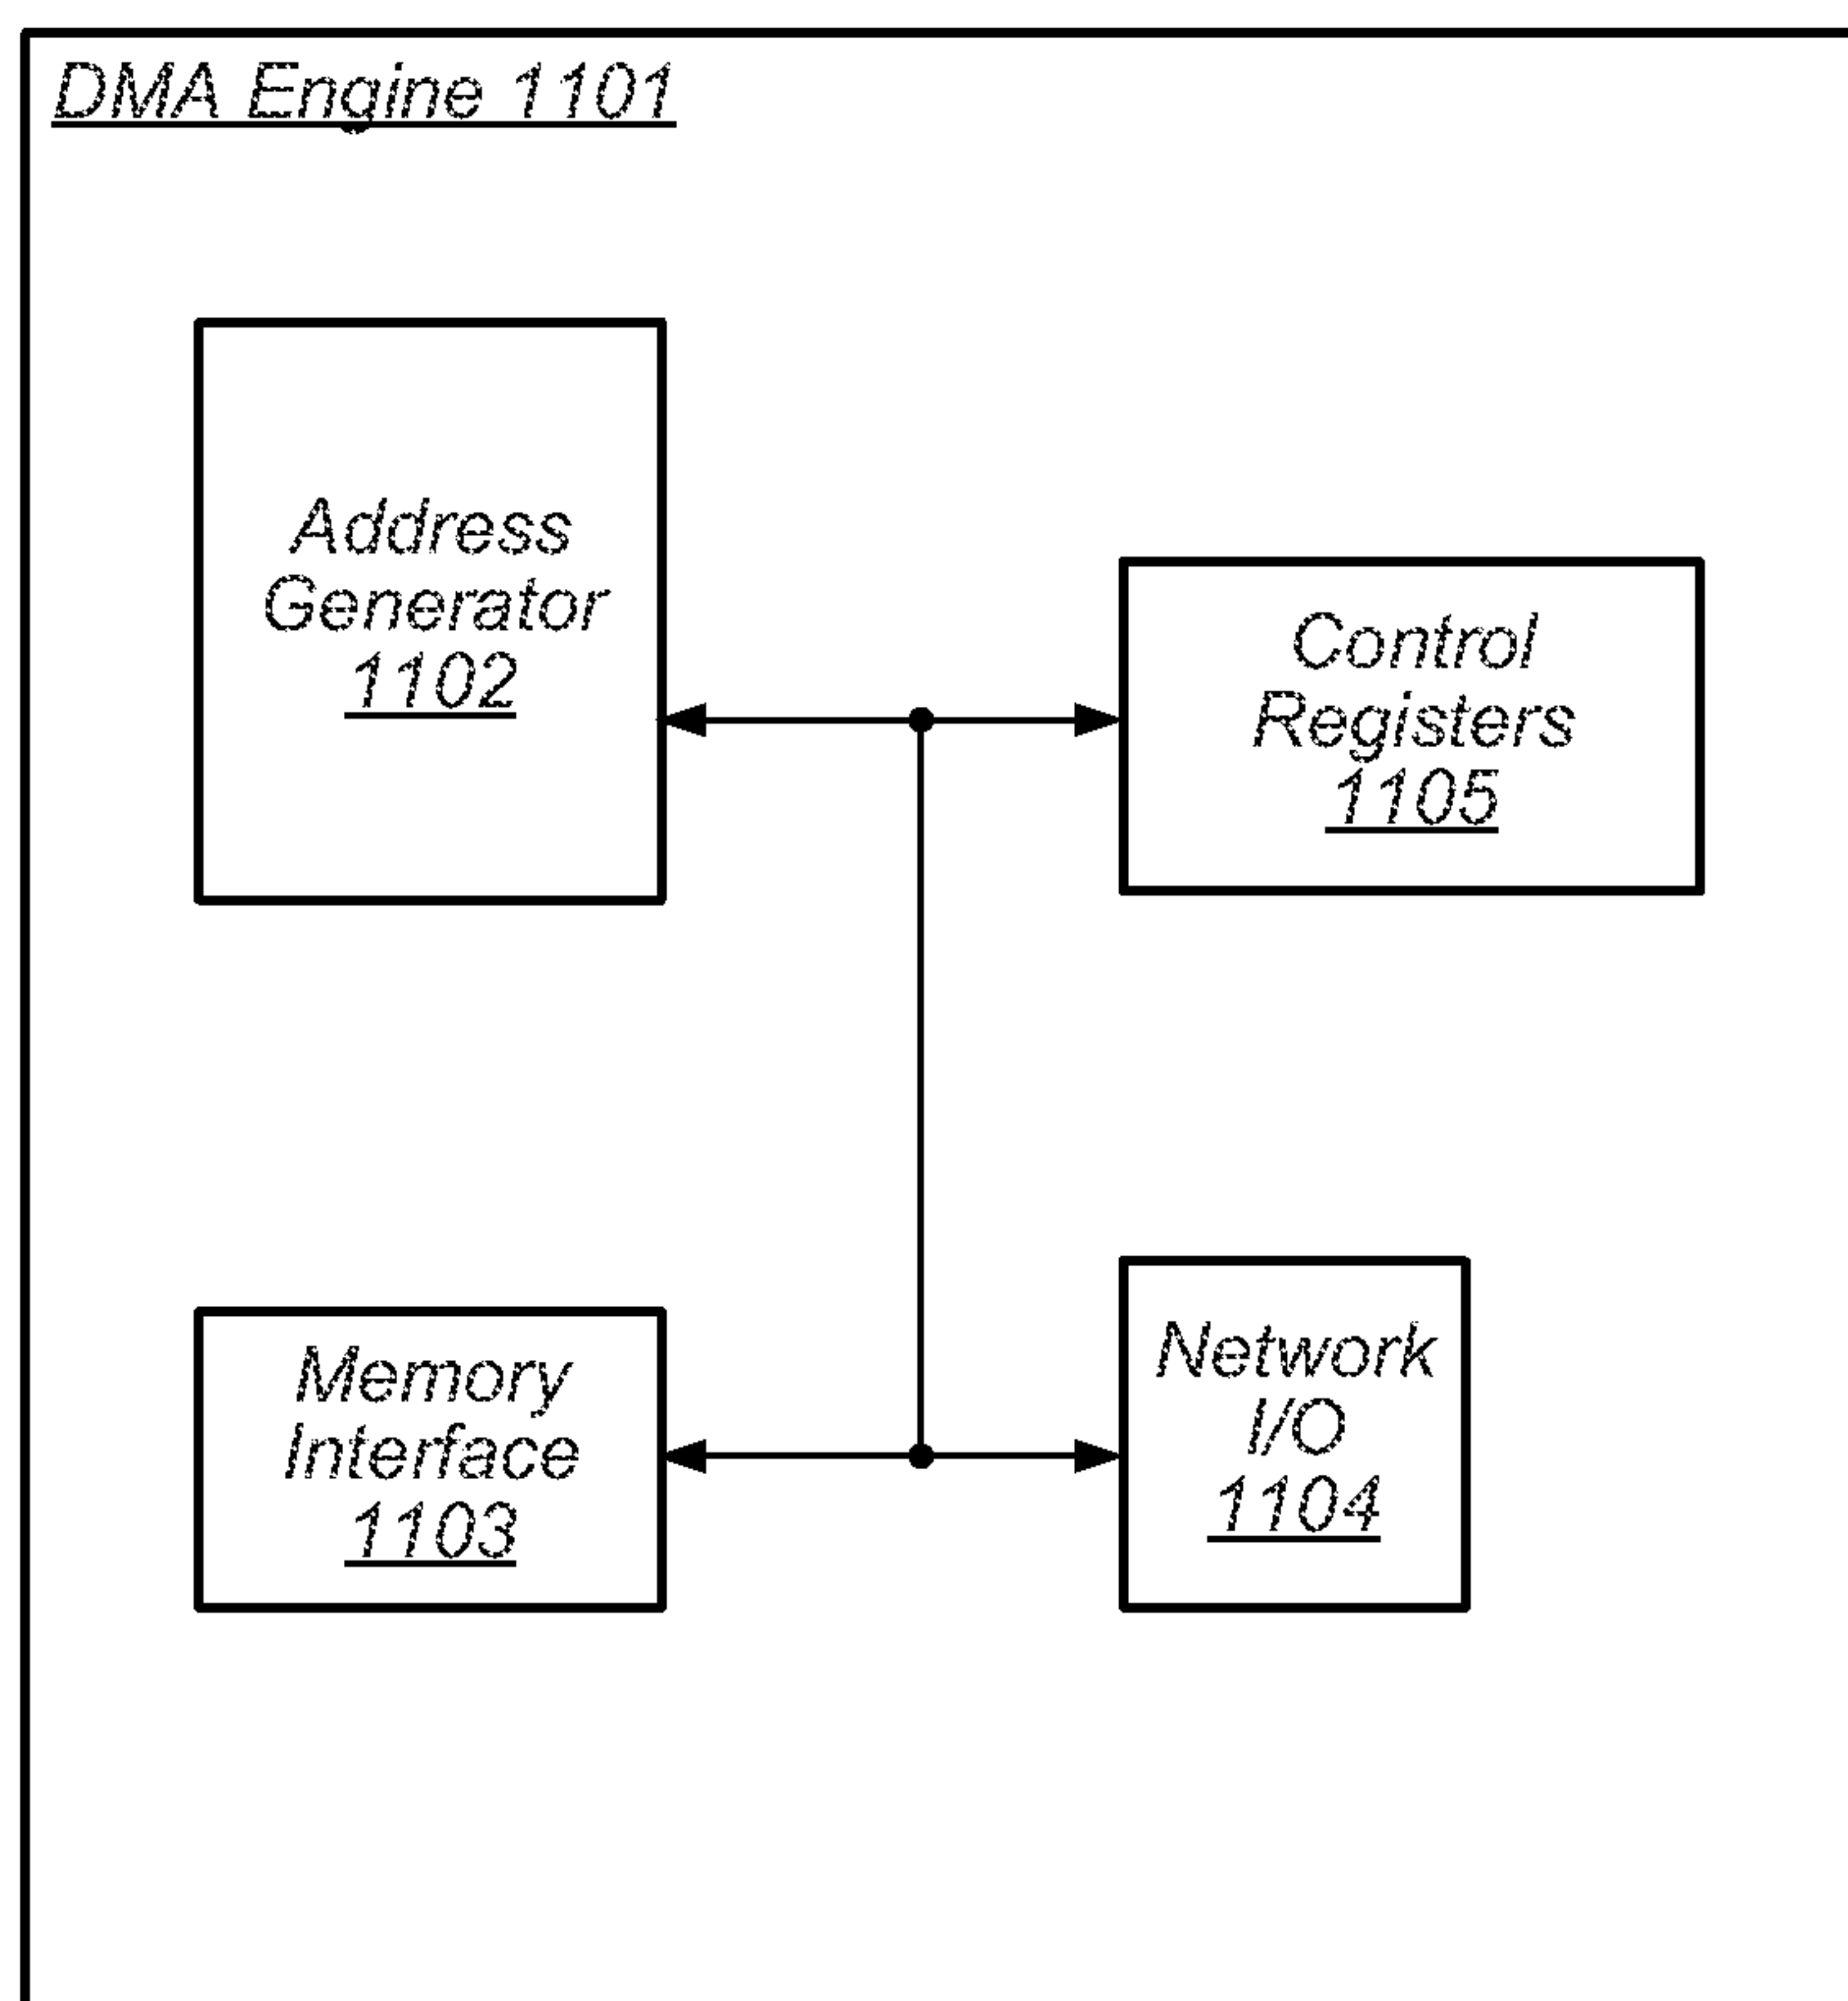 DMA Engine 1101
Address
Generator
1102
Control
Registers
1105
Memory
Interface
1103
Network
I/O
1104